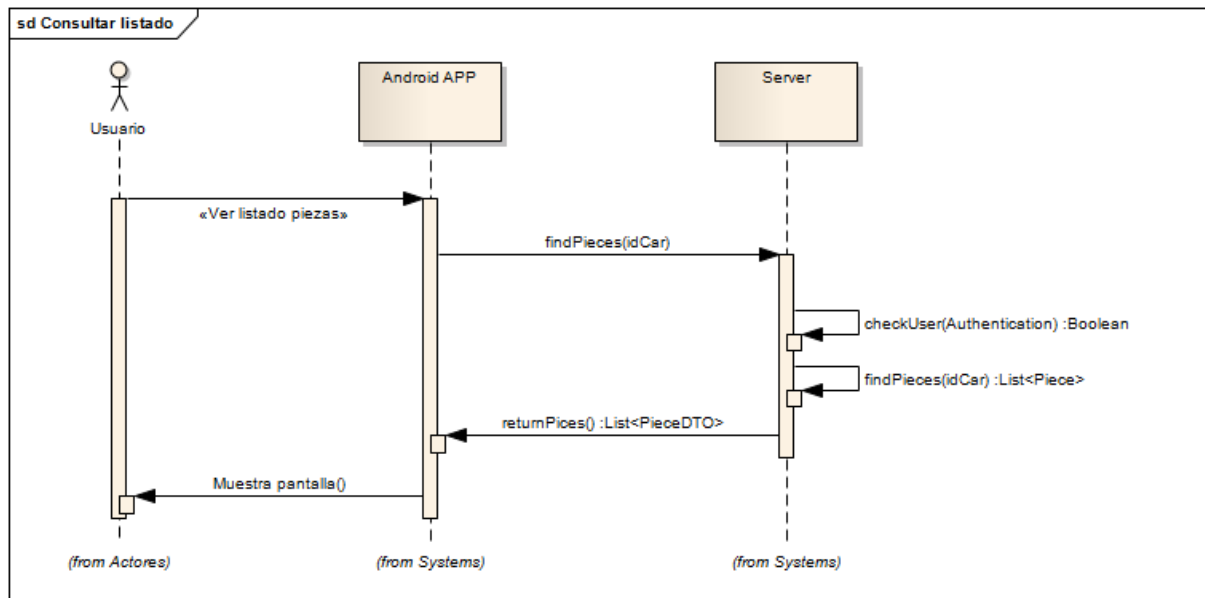 sd Consultar listado
Usuario
Android APP
Server
«Ver listado piezas»
findPieces(idCar)
checkUser(Authentication) :Boolean
findPieces(idCar) :List<Piece>
returnPices() :List<PieceDTO>
Muestra pantalla()
(from Actores)
(from Systems)
(from Systems)